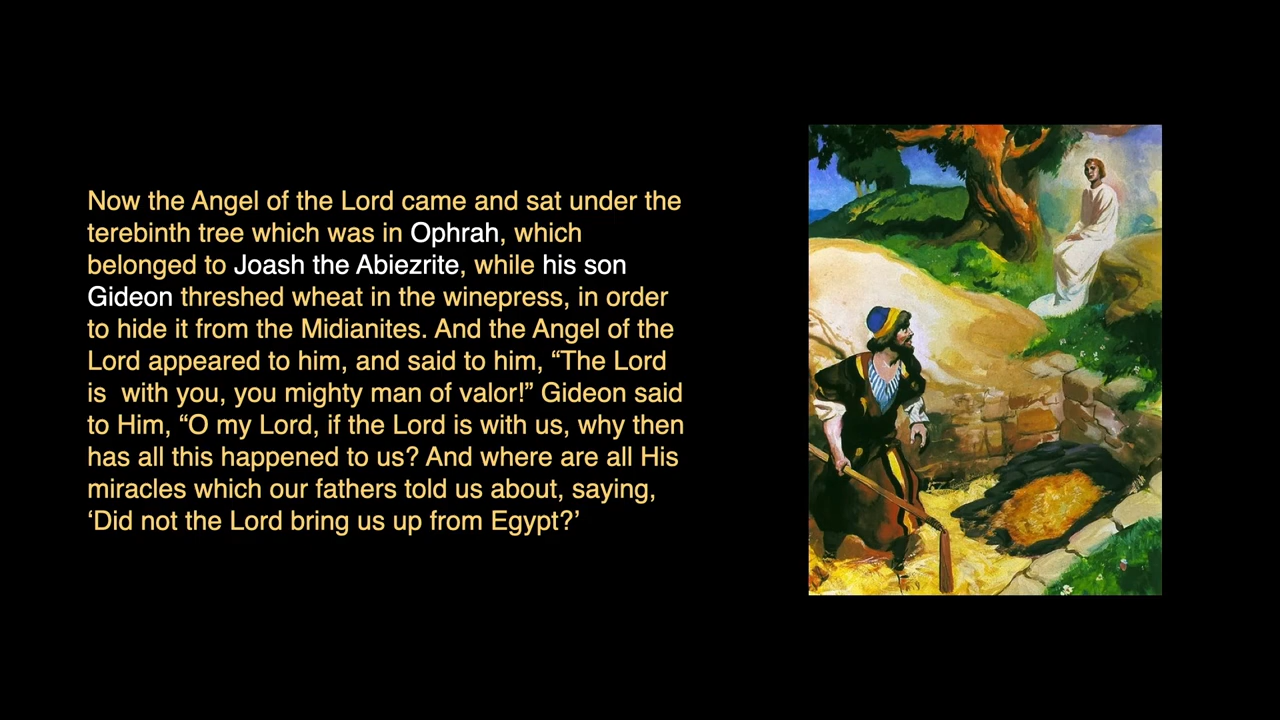 Now the Angel of the Lord came and sat under the
terebinth tree which was in Ophrah, which
belonged to Joash the Abiezrite, while his son
Gideon threshed wheat in the winepress, in order
to hide it from the Midianites. And the Angel of the
Lord appeared to him, and said to him, “The Lord
is  with you, you mighty man of valor!” Gideon said
to Him, “O my Lord, if the Lord is with us, why then
has all this happened to us? And where are all His
miracles which our fathers told us about, saying,
‘Did not the Lord bring us up from Egypt?’